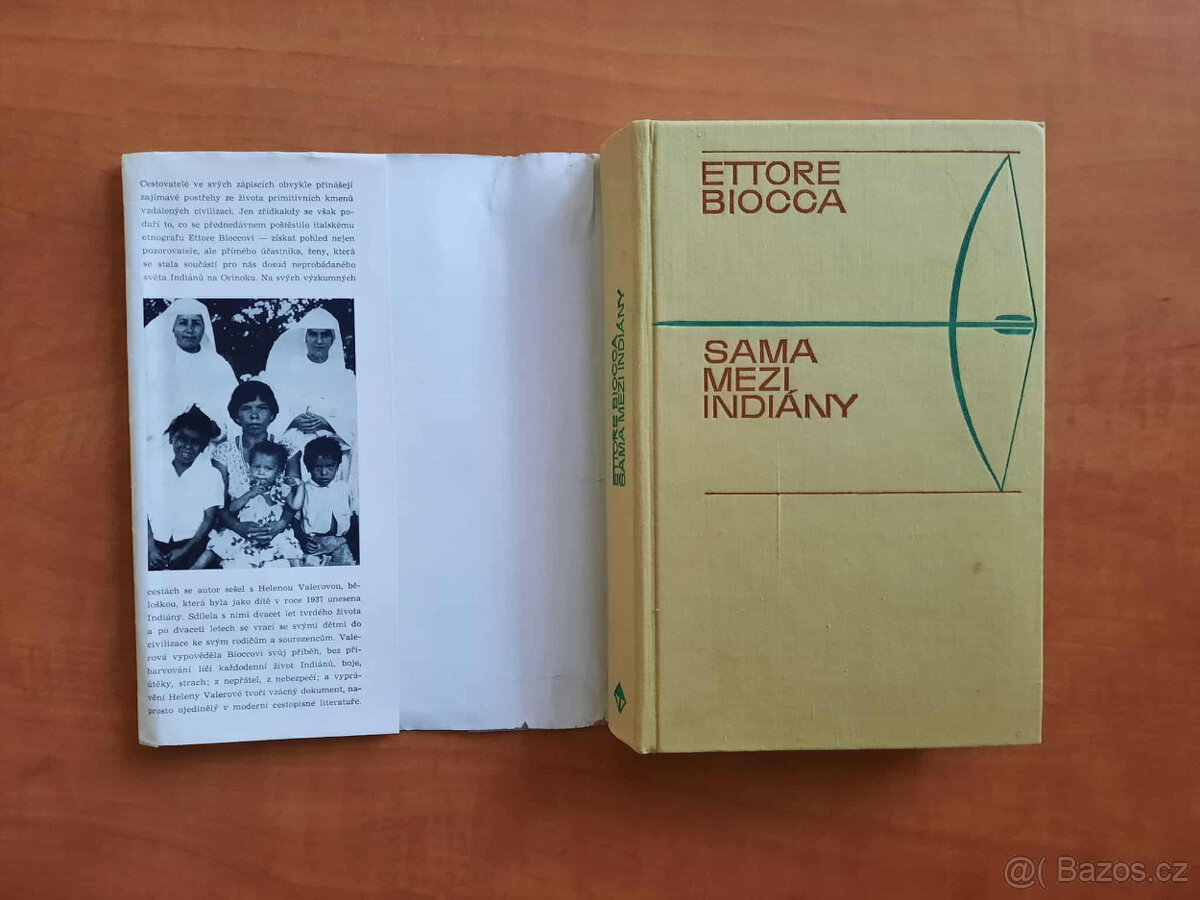 Cestovatelé ve svých zápiscích obvykle přinášejí
zajímavé postřehy ze života primitivních kmenů
vzdálených civilizaci. Jen zřídkakdy se však po-
daří to, co se přednedávnem poštěstilo italskému
etnografu Ettore Bioccovi — získat pohled nejen
pozorovatele, ale přímého účastníka, ženy, která
se stala součástí pro nás dosud neprobádaného
světa Indiánů na Orinoku. Na svých výzkumných
cestách se autor sešel s Helenou Valerovou, bě-
loškou, která byla jako dítě v roce 1937 unesena
Indiány. Sdílela s nimi dvacet let tvrdého života
a po dvaceti letech se vrací se svými dětmi do
civilizace ke svým rodičům a sourozencům. Vale-
rová vypověděla Bioccovi svůj příběh, bez při-
barvování líčí každodenní život Indiánů, boje,
útěky, strach; z nepřátel, z nebezpečí; a vyprá-
vění Heleny Valerové tvoří vzácný dokument, na-
prosto ojedinělý v moderní cestopisné literatuře.
ETTORE BIOCCA
SAMA MEZI INDIÁNY
ETTORE
BIOCCA
SAMA
MEZI
INDIÁNY
@( Bazos.cz